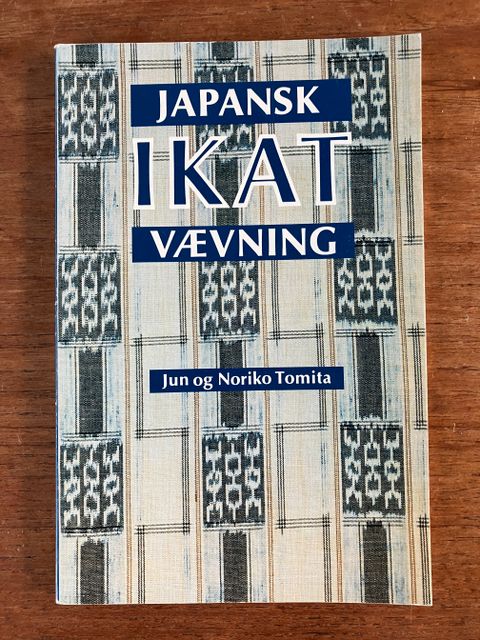 JAPANSK
IKAT
VÆVNING
Jun og Noriko Tomita